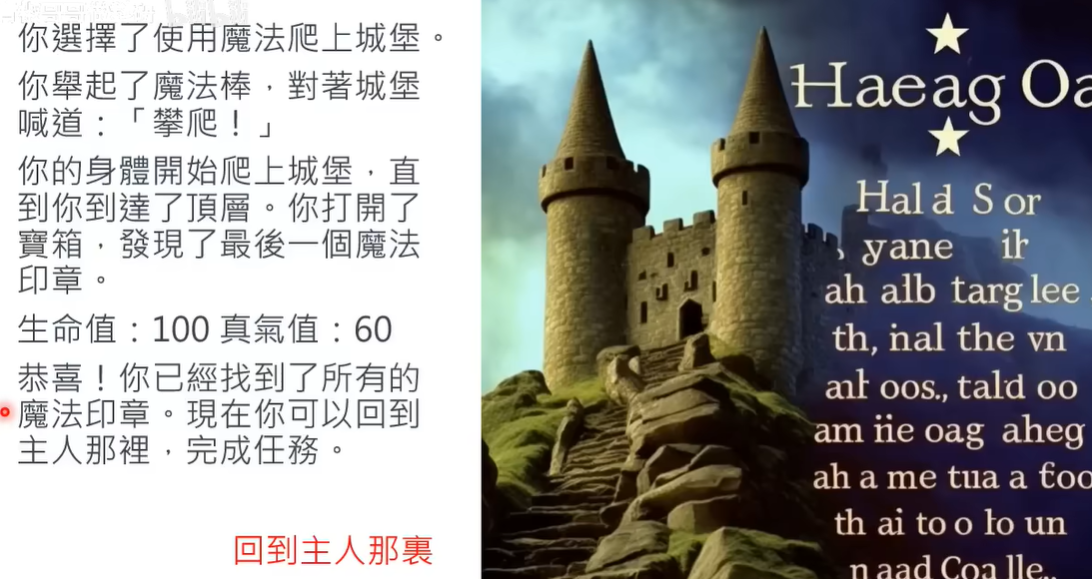 你選擇了使用魔法爬上城堡。
你舉起了魔法棒，對著城堡
喊道：「攀爬！」
你的身體開始爬上城堡，直
到你到達了頂層。你打開了
寶箱，發現了最後一個魔法
印章。
生命值：100 真氣值：60
恭喜！你已經找到了所有的
魔法印章。現在你可以回到
主人那裡，完成任務。
回到主人那裏
Haeag Oa
Hal d S or
yane ih
ah alb targ lee
th, inal the vn
anł oos., tald oo
am iie oag aheg
ah a me tua a foo
th ai to o ło un
n aad Coa lle..